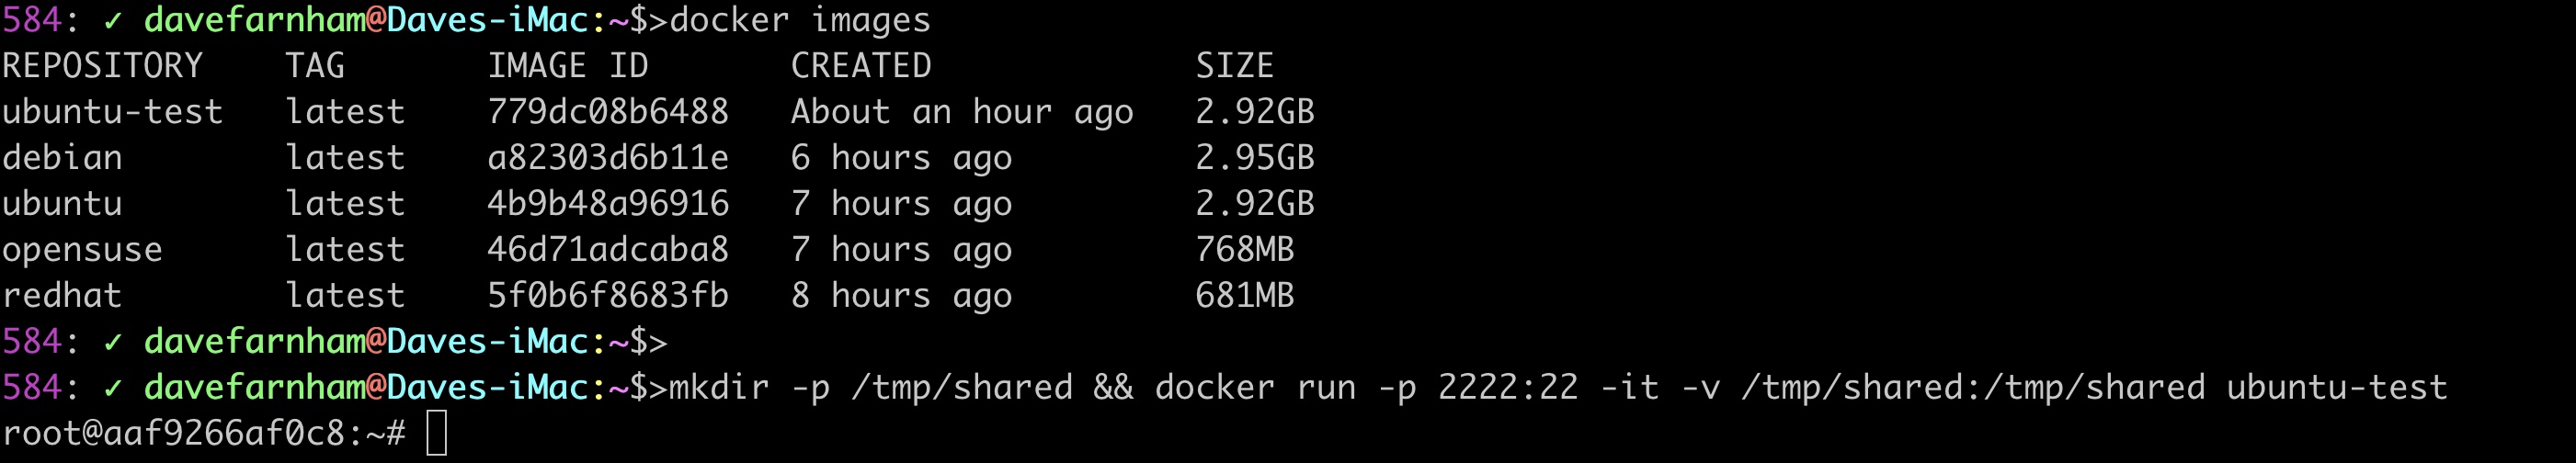 584: ✓ davefarnham@Daves-iMac:~$>docker images
REPOSITORY    TAG       IMAGE ID       CREATED             SIZE
ubuntu-test   latest    779dc08b6488   About an hour ago   2.92GB
debian        latest    a82303d6b11e   6 hours ago         2.95GB
ubuntu        latest    4b9b48a96916   7 hours ago         2.92GB
opensuse      latest    46d71adcaba8   7 hours ago         768MB
redhat        latest    5f0b6f8683fb   8 hours ago         681MB
584: ✓ davefarnham@Daves-iMac:~$>
584: ✓ davefarnham@Daves-iMac:~$>mkdir -p /tmp/shared && docker run -p 2222:22 -it -v /tmp/shared:/tmp/shared ubuntu-test
root@aaf9266af0c8:~#